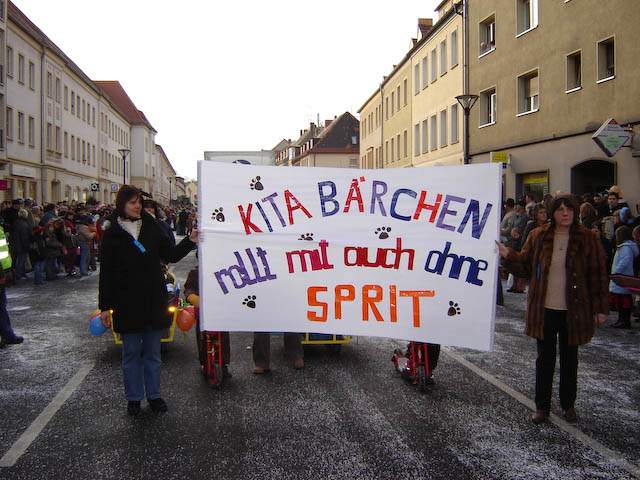 KITA BÄRCHEN
rollt mit auch ohne
SPRIT